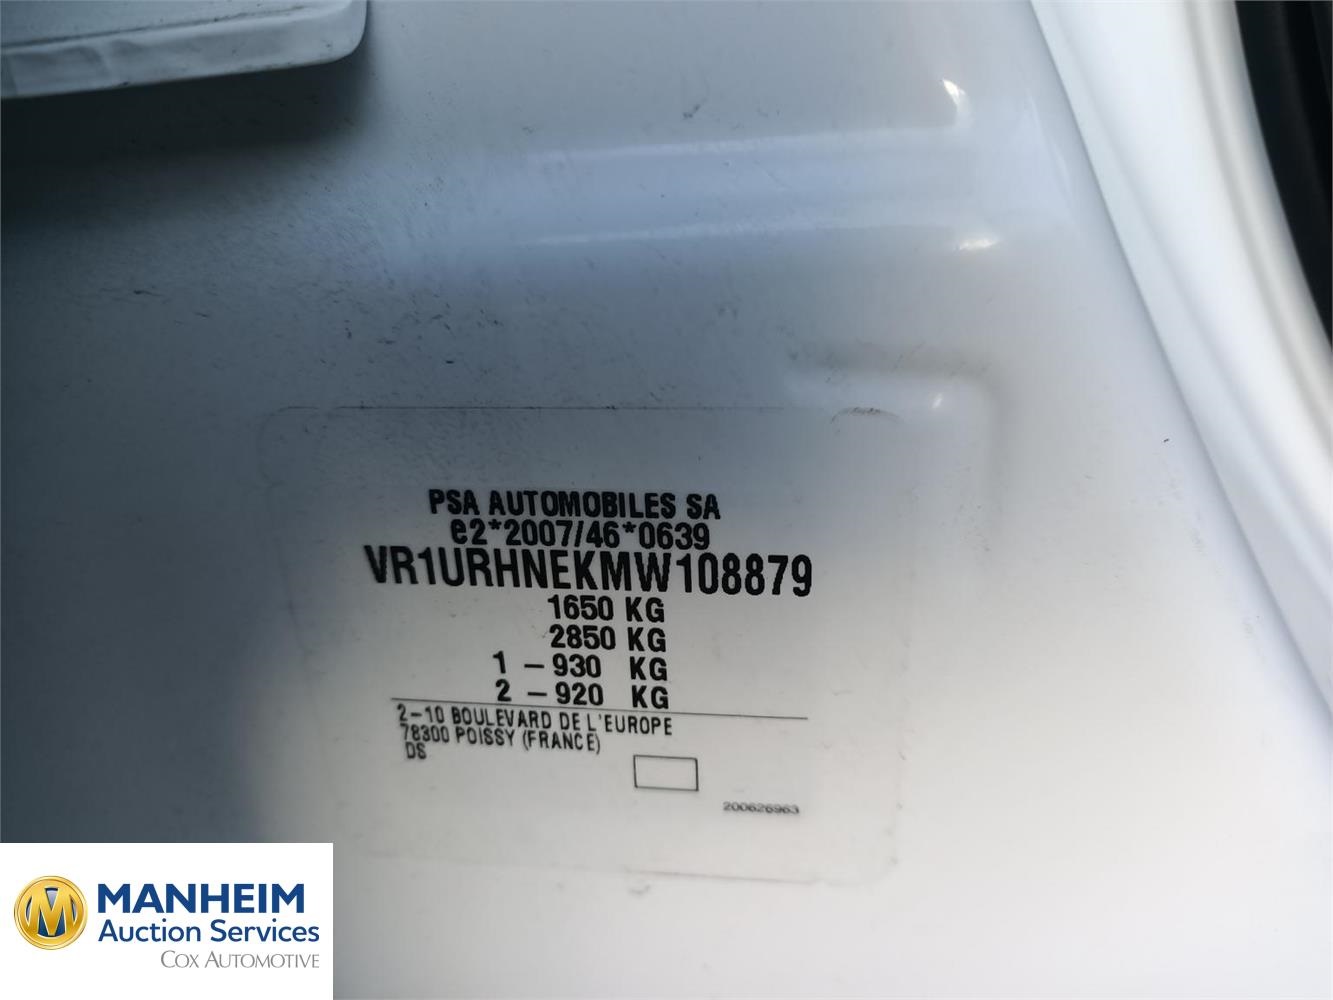 PSA AUTOMOBILES SA
e2*2007/46*0639
VR1URHNEKMW108879
1650 KG
2850 KG
1 - 930 KG
2 - 920 KG
2-10 BOULEVARD DE L'EUROPE
78300 POISSY (FRANCE)
DS
200626963
MANHEIM
Auction Services
COX AUTOMOTIVE